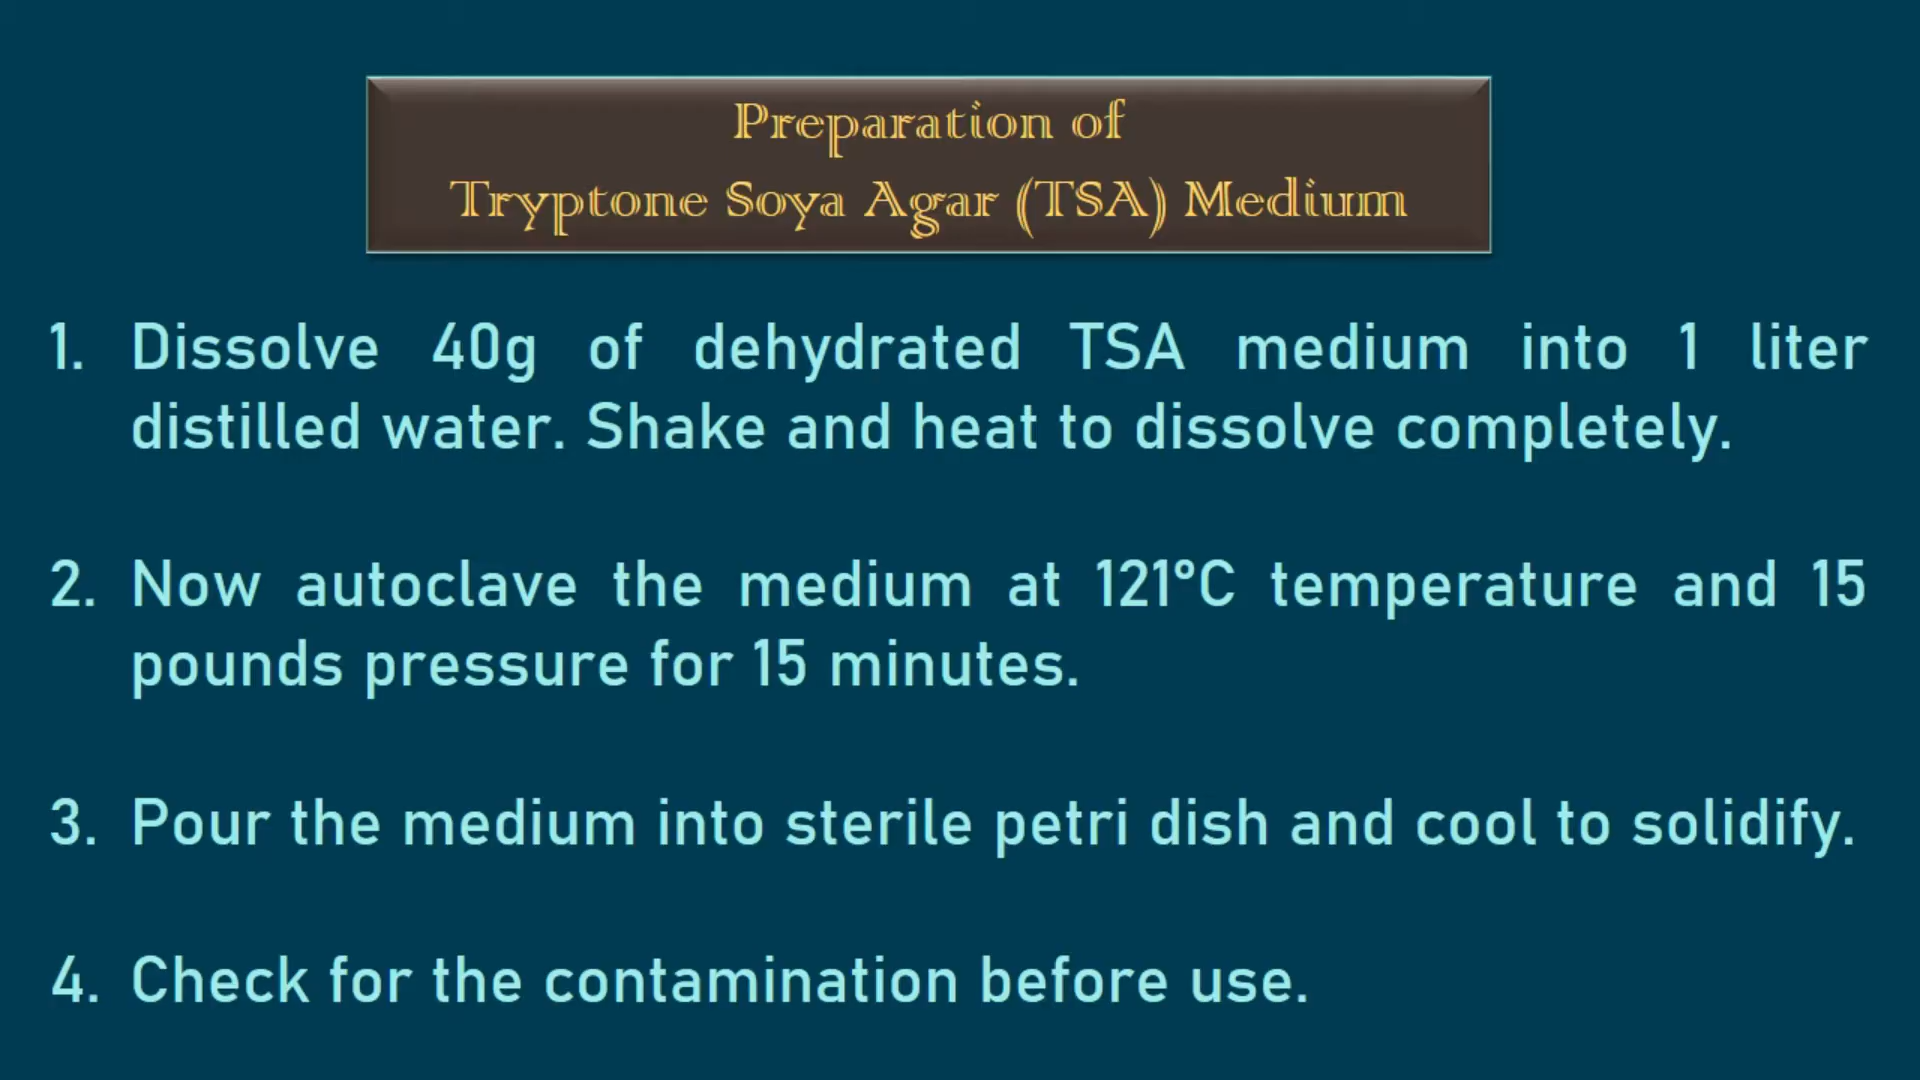 Preparation of
Tryptone Soya Agar (TSA) Medium
1. Dissolve 40g of dehydrated TSA medium into 1 liter
distilled water. Shake and heat to dissolve completely.
2. Now autoclave the medium at 121°C temperature and 15
pounds pressure for 15 minutes.
3. Pour the medium into sterile petri dish and cool to solidify.
4. Check for the contamination before use.